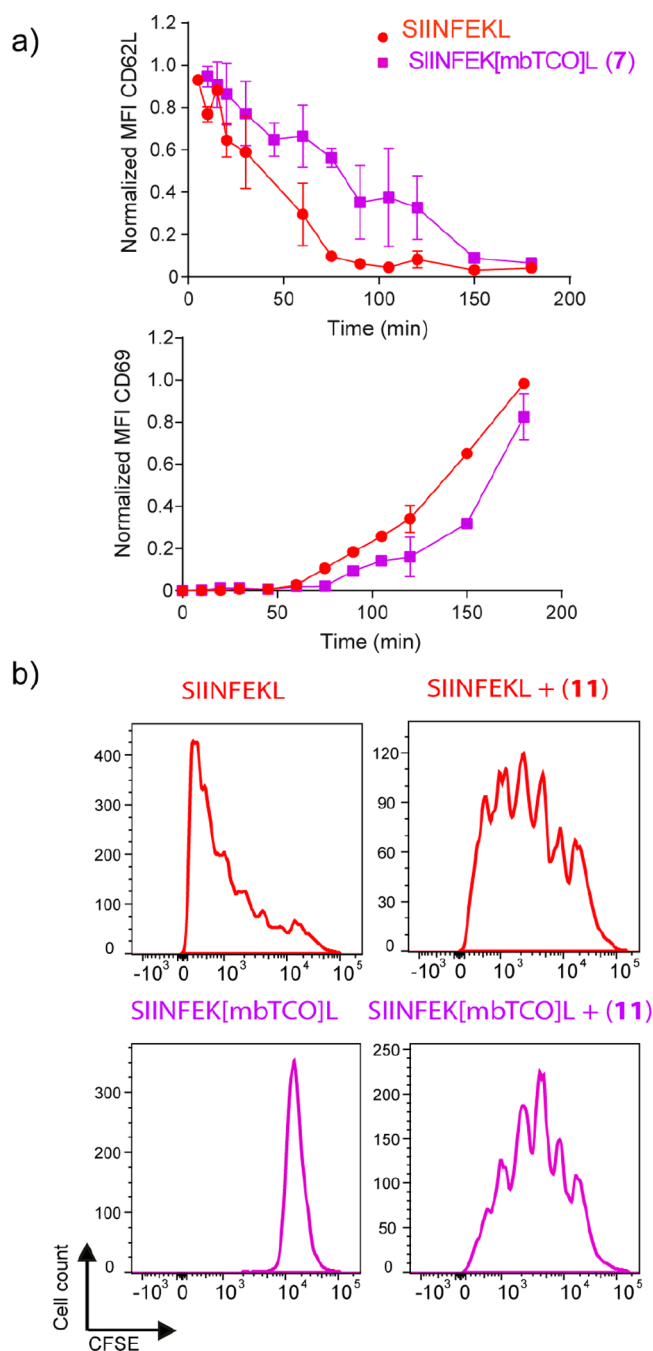 a)
SIINFEKL
SIINFEK[mbTCO]L (7)
Normalized MFI CD62L
1.2
1.0
0.8
0.6
0.4
0.2
0
0 50 100 150 200
Time (min)
Normalized MFI CD69
1.2
1.0
0.8
0.6
0.4
0.2
0
0 50 100 150 200
Time (min)
b)
SIINFEKL
400
300
200
100
0
-10³ 0 10³ 10⁴ 10⁵
SIINFEKL + (11)
120
90
60
30
0
-10³ 0 10³ 10⁴ 10⁵
SIINFEK[mbTCO]L
300
200
100
0
-10³ 0 10³ 10⁴ 10⁵
SIINFEK[mbTCO]L + (11)
250
200
150
100
50
0
-10³ 0 10³ 10⁴ 10⁵
Cell count
CFSE